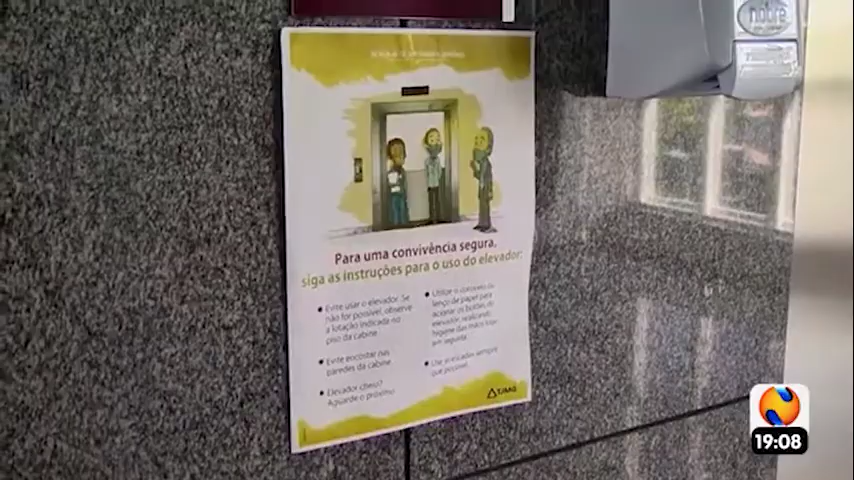 nobre
Para uma convivência segura,
siga as instruções para o uso do elevador:
• Evite usar o elevador. Se
não for possível, observe
a lotação indicada no
piso da cabine.
• Evite encostar nas
paredes da cabine.
• Elevador cheio?
Aguarde o próximo
• Utilize o cotovelo ou
lenço de papel para
acionar os botões do
elevador, realizando
higiene das mãos logo
em seguida.
• Use as escadas sempre
que possível.
TJMG
19:08